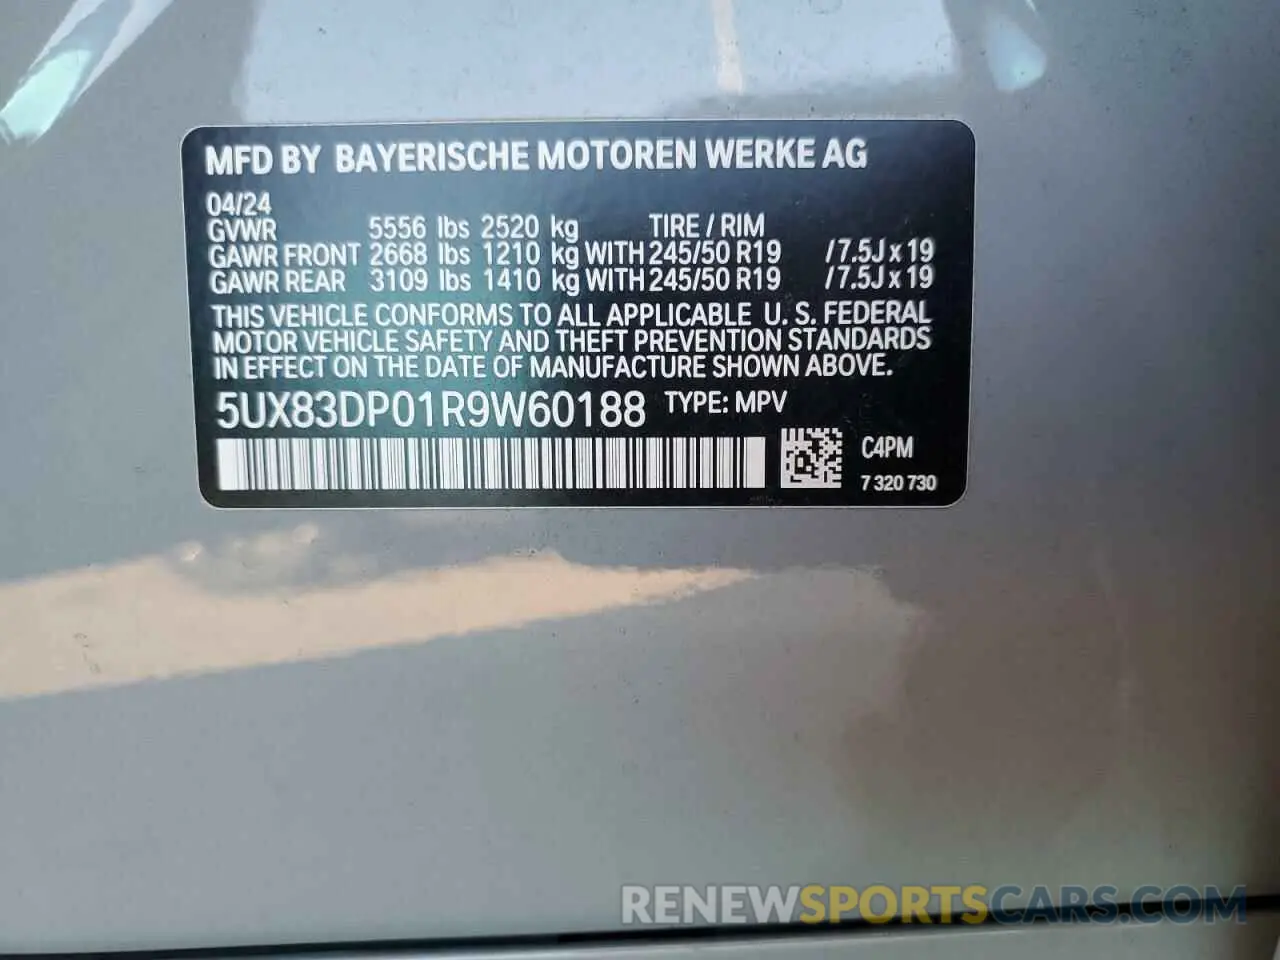 MFD BY BAYERISCHE MOTOREN WERKE AG
04/24
GVWR 5556 lbs 2520 kg TIRE / RIM
GAWR FRONT 2668 lbs 1210 kg WITH 245/50 R19 / 7.5J x 19
GAWR REAR 3109 lbs 1410 kg WITH 245/50 R19 / 7.5J x 19
THIS VEHICLE CONFORMS TO ALL APPLICABLE U. S. FEDERAL
MOTOR VEHICLE SAFETY AND THEFT PREVENTION STANDARDS
IN EFFECT ON THE DATE OF MANUFACTURE SHOWN ABOVE.
5UX83DP01R9W60188 TYPE: MPV
C4PM
7 320 730
RENEWSPORTSCARS.COM